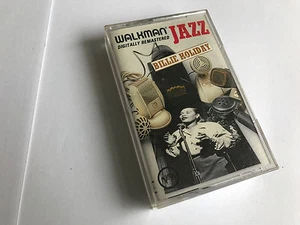 WALKMAN JAZZ
DIGITALLY REMASTERED
BILLIE HOLIDAY